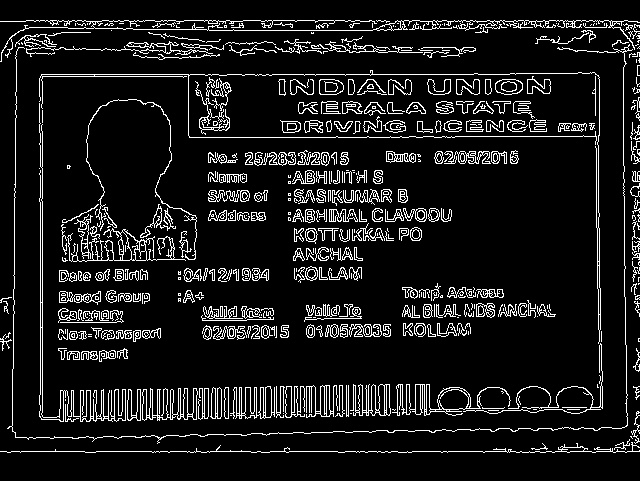 INDIAN UNION
KERALA STATE
DRIVING LICENCE FORM 7
No.: 25/2833/2015 Date: 02/05/2015
Name :ABHIJITH S
S/W/D of :SASIKUMAR B
Address :ABHIMAL CLAVODU
KOTTUKKAL PO
ANCHAL
KOLLAM
Date of Birth :04/12/1994
Blood Group :A+
Temp. Address
Category Valid from Valid To AL BILAL MDS ANCHAL
Non-Transport 02/05/2015 01/05/2035 KOLLAM
Transport